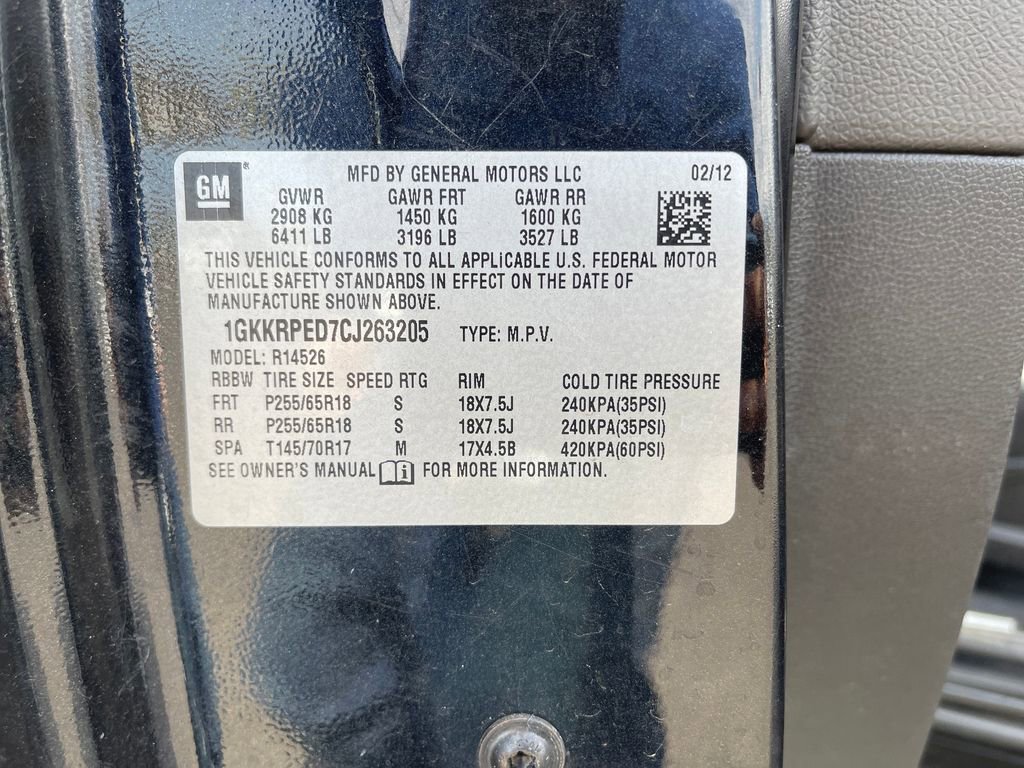 GM ® MFD BY GENERAL MOTORS LLC 02/12
GVWR GAWR FRT GAWR RR
2908 KG 1450 KG 1600 KG
6411 LB 3196 LB 3527 LB
THIS VEHICLE CONFORMS TO ALL APPLICABLE U.S. FEDERAL MOTOR
VEHICLE SAFETY STANDARDS IN EFFECT ON THE DATE OF
MANUFACTURE SHOWN ABOVE.
1GKKRPED7CJ263205 TYPE: M.P.V.
MODEL: R14526
RBBW TIRE SIZE SPEED RTG RIM COLD TIRE PRESSURE
FRT P255/65R18 S 18X7.5J 240KPA(35PSI)
RR P255/65R18 S 18X7.5J 240KPA(35PSI)
SPA T145/70R17 M 17X4.5B 420KPA(60PSI)
SEE OWNER'S MANUAL FOR MORE INFORMATION.